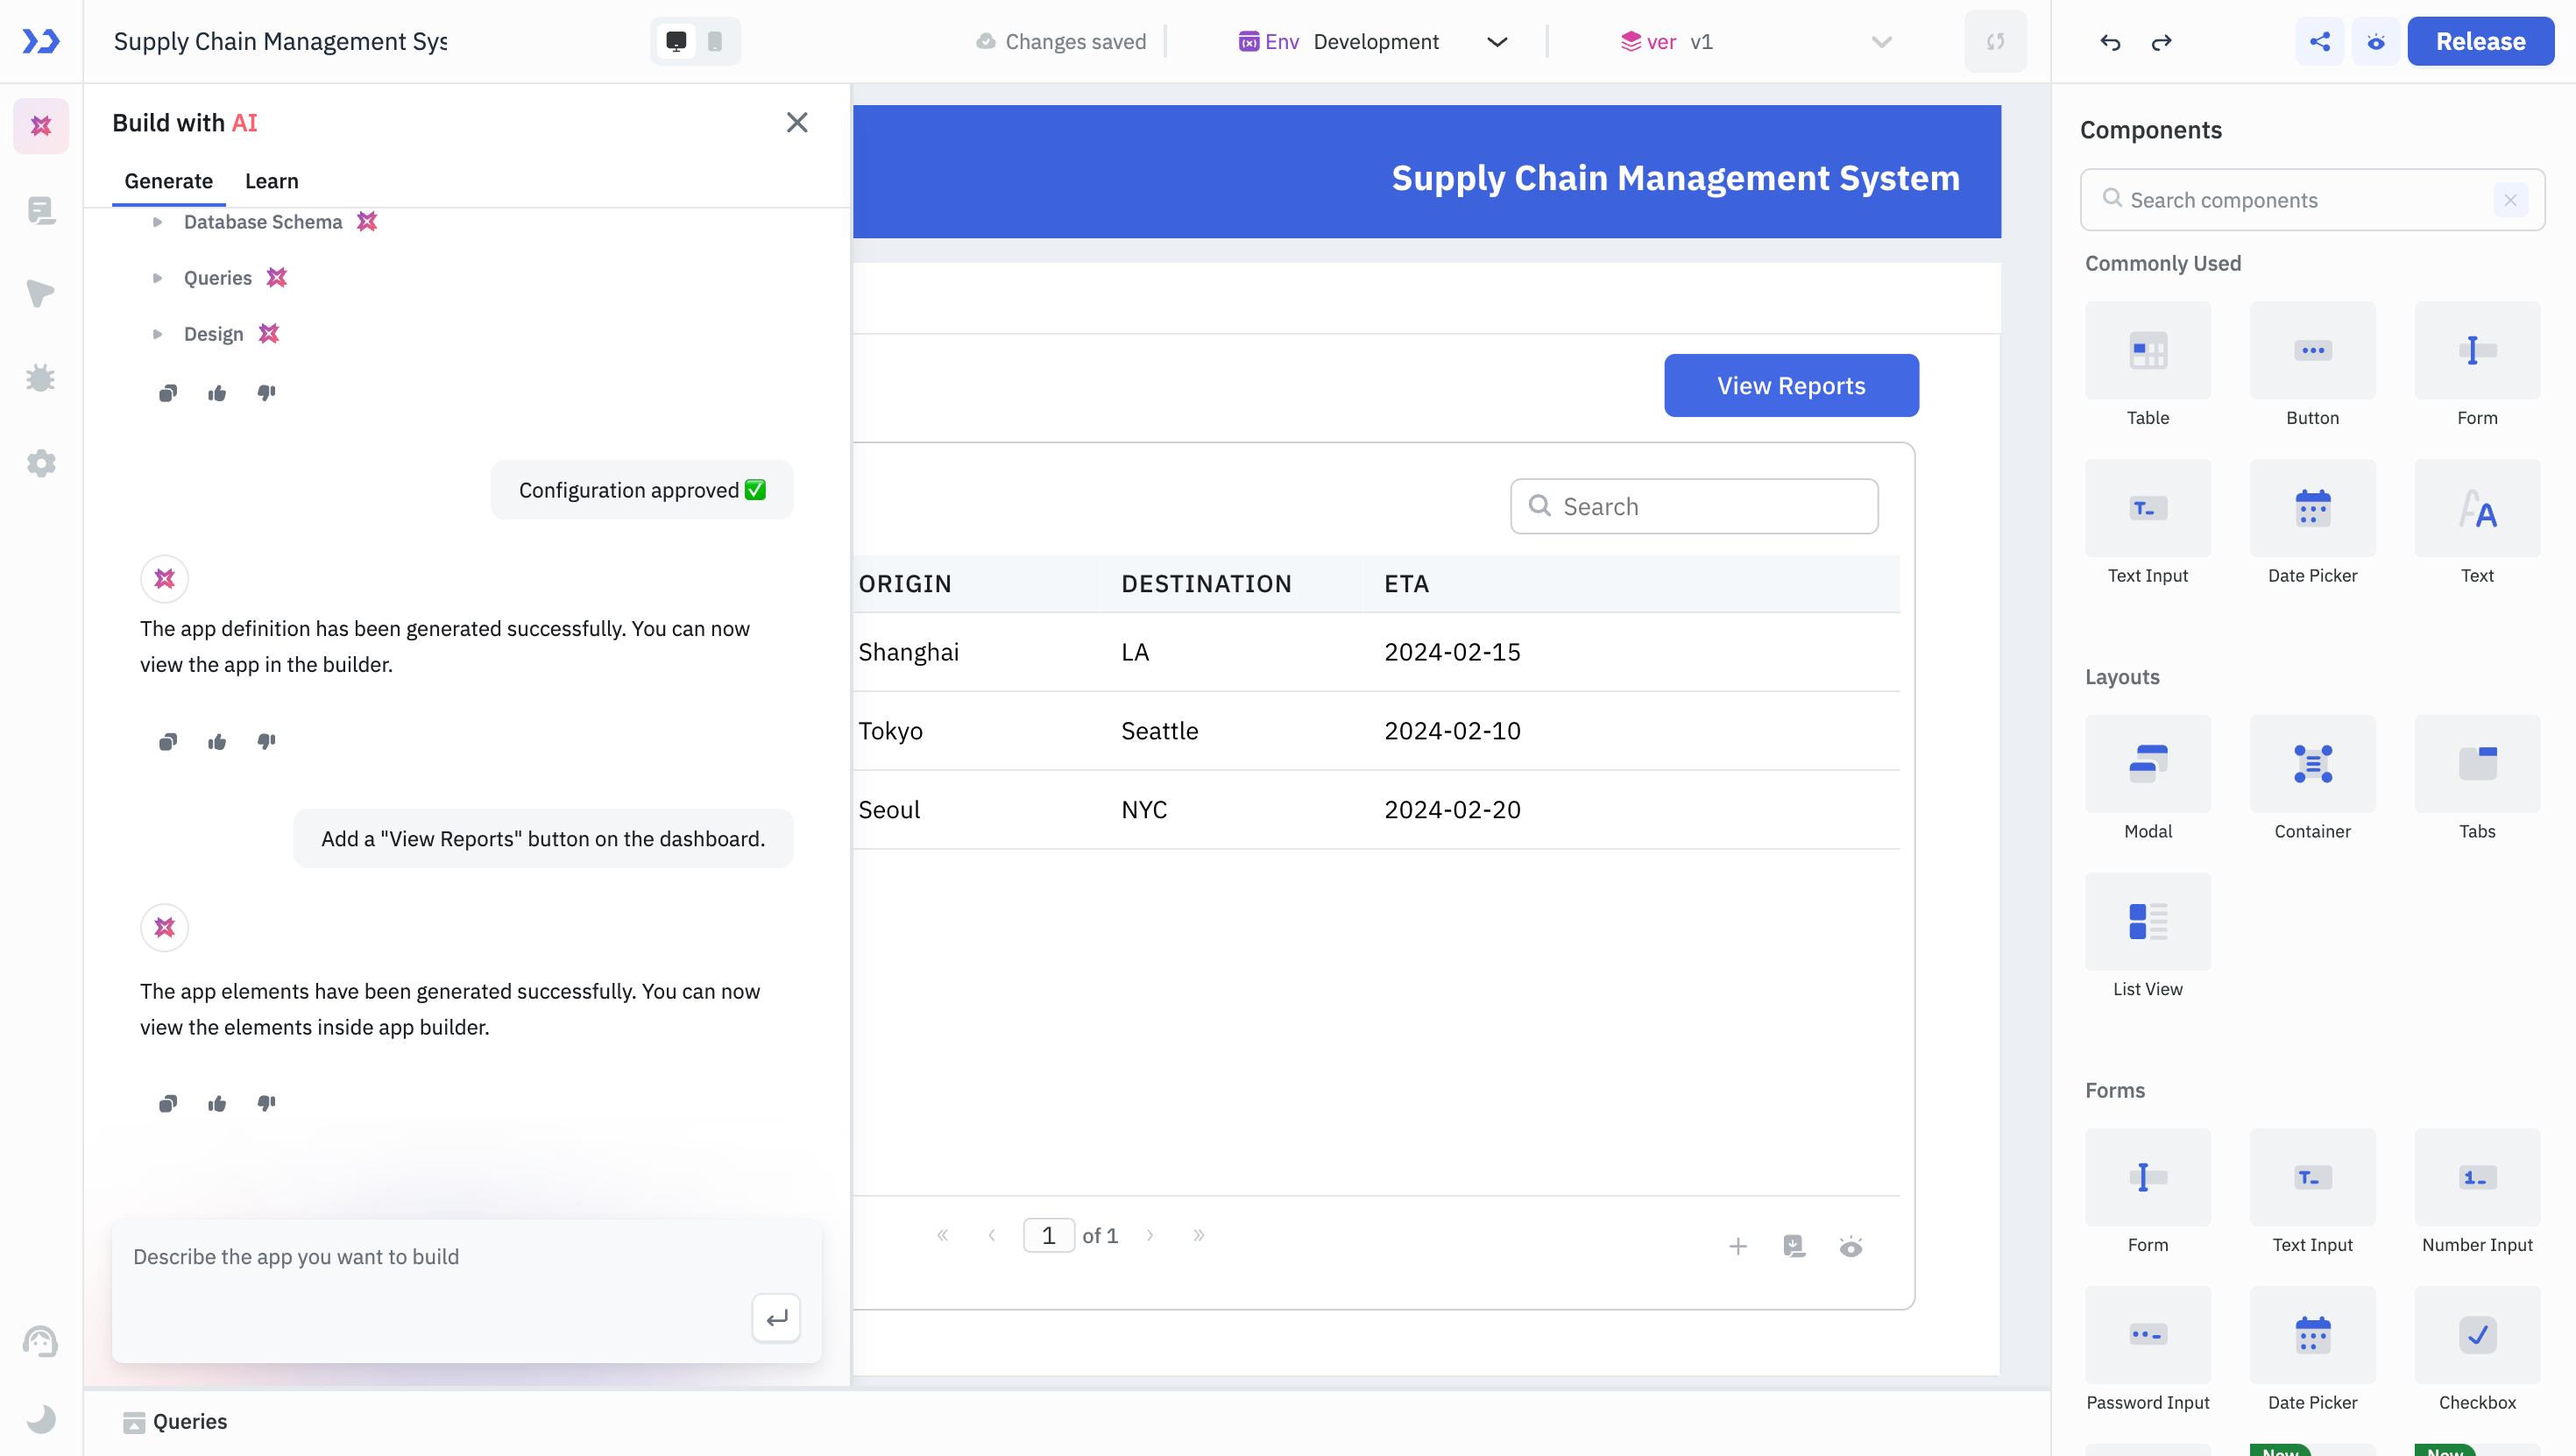 Supply Chain Management Sys
Changes saved
Env Development
ver v1
Release
Build with AI
Generate Learn
Database Schema
Queries
Design
Configuration approved ✅
The app definition has been generated successfully. You can now
view the app in the builder.
Add a "View Reports" button on the dashboard.
The app elements have been generated successfully. You can now
view the elements inside app builder.
Describe the app you want to build
Queries
Supply Chain Management System
View Reports
Search
ORIGIN DESTINATION ETA
Shanghai LA 2024-02-15
Tokyo Seattle 2024-02-10
Seoul NYC 2024-02-20
1 of 1
Components
Search components
Commonly Used
Table Button Form
Text Input Date Picker Text
Layouts
Modal Container Tabs
List View
Forms
Form Text Input Number Input
Password Input Date Picker Checkbox
New New